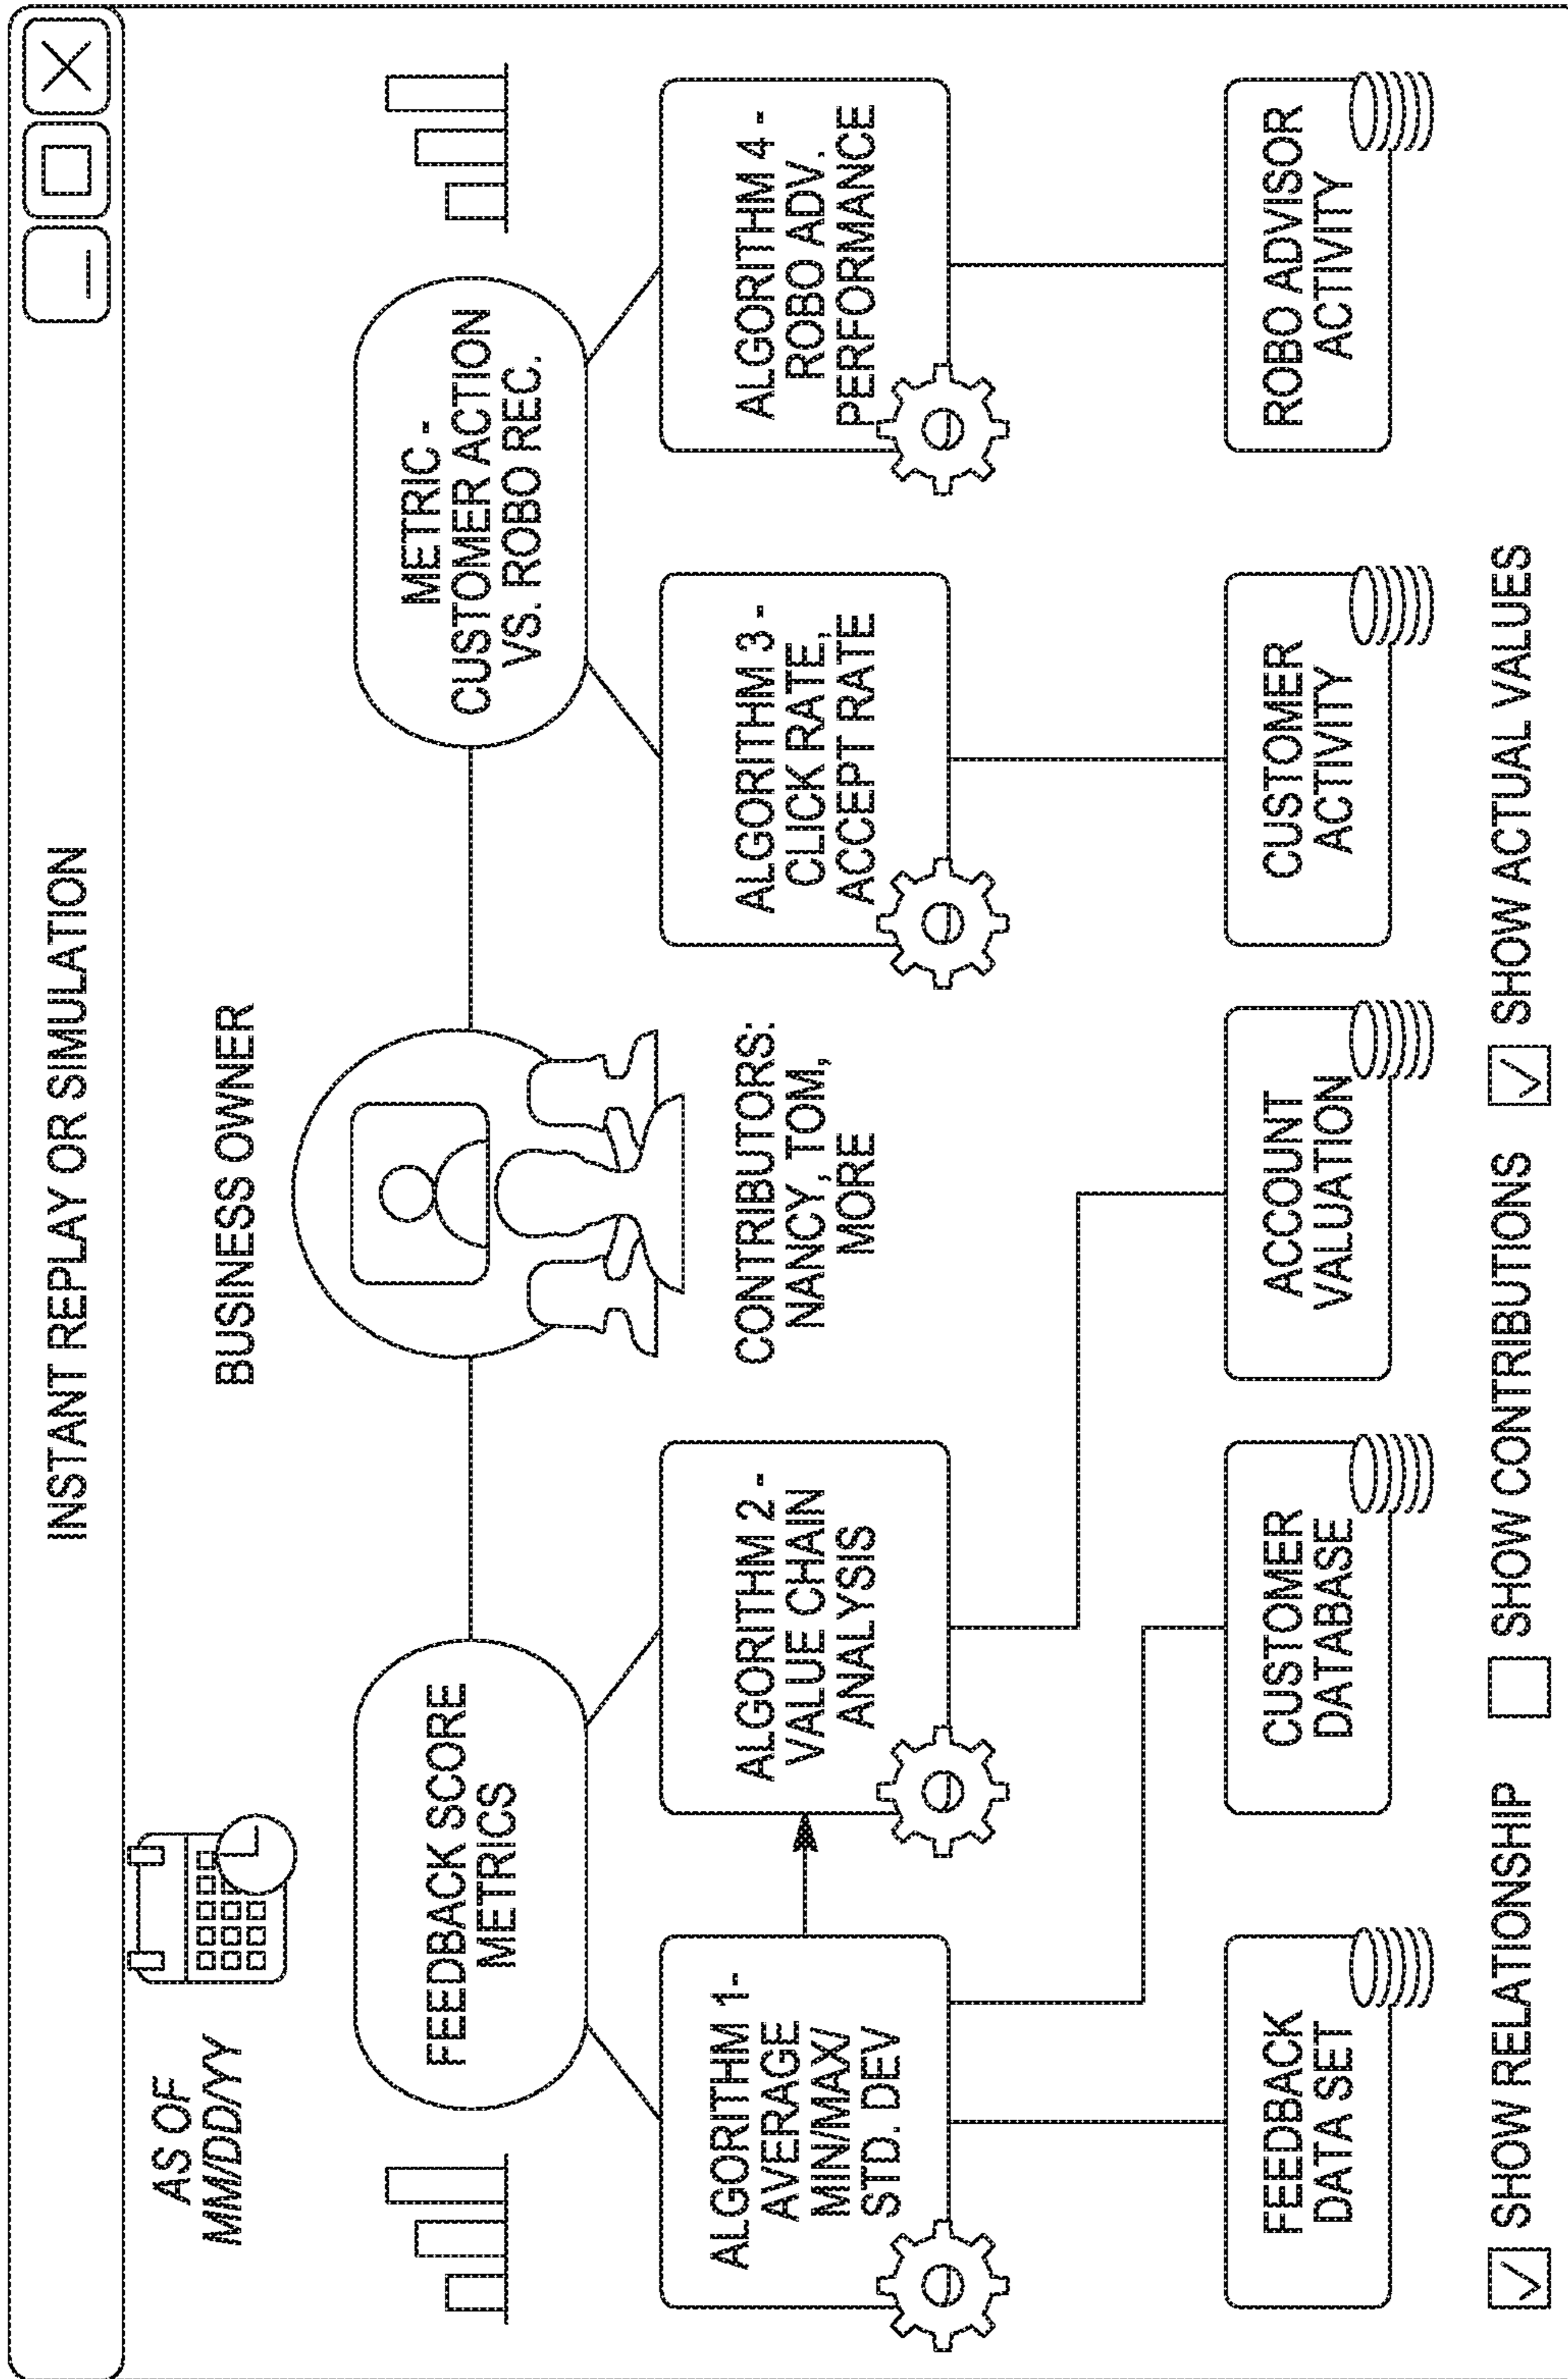 INSTANT REPLAY OR SIMULATION
AS OF
MM/DD/YY
BUSINESS OWNER
FEEDBACK SCORE
METRICS
METRIC -
CUSTOMER ACTION
VS. ROBO REC.
ALGORITHM 1-
AVERAGE
MIN/MAX/
STD. DEV
ALGORITHM 2 -
VALUE CHAIN
ANALYSIS
CONTRIBUTORS:
NANCY, TOM,
MORE
ALGORITHM 3 -
CLICK RATE,
ACCEPT RATE
ALGORITHM 4 -
ROBO ADV.
PERFORMANCE
FEEDBACK
DATA SET
CUSTOMER
DATABASE
ACCOUNT
VALUATION
CUSTOMER
ACTIVITY
ROBO ADVISOR
ACTIVITY
SHOW RELATIONSHIP
SHOW CONTRIBUTIONS
SHOW ACTUAL VALUES